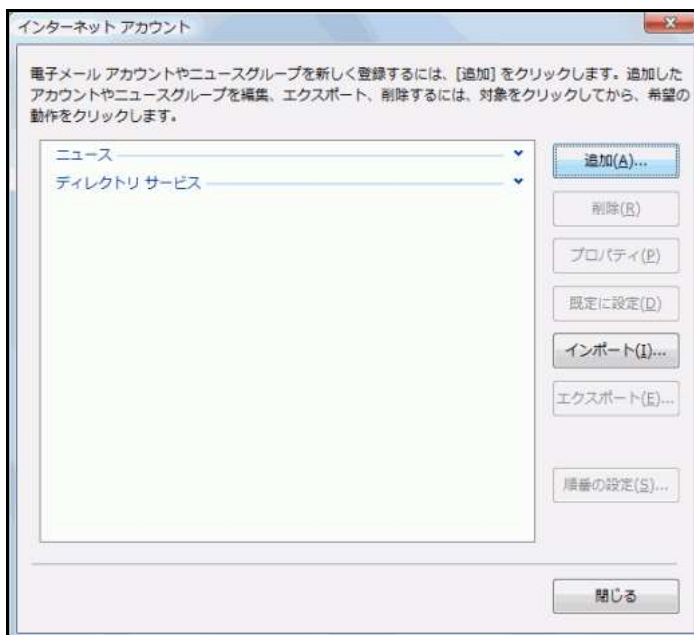 インターネット アカウント
電子メール アカウントやニュースグループを新しく登録するには、[追加] をクリックします。追加した
アカウントやニュースグループを編集、エクスポート、削除するには、対象をクリックしてから、希望の
動作をクリックします。
ニュース
ディレクトリ サービス
追加(A)...
削除(R)
プロパティ(P)
既定に設定(D)
インポート(I)...
エクスポート(E)...
順番の設定(S)...
閉じる